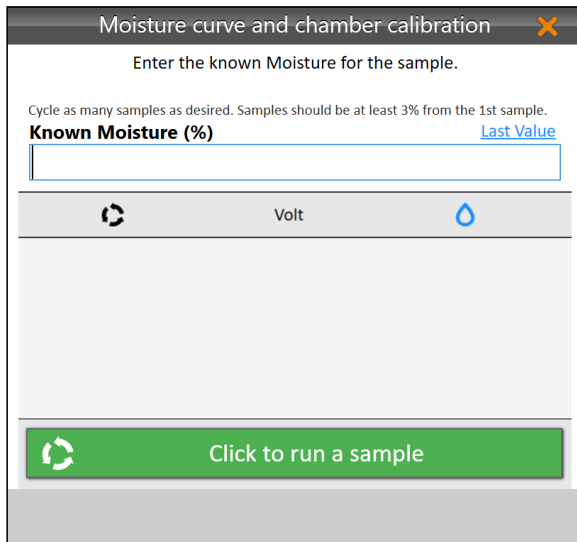 Moisture curve and chamber calibration
Enter the known Moisture for the sample.
Cycle as many samples as desired. Samples should be at least 3% from the 1st sample.
Known Moisture (%) Last Value
Volt
Click to run a sample